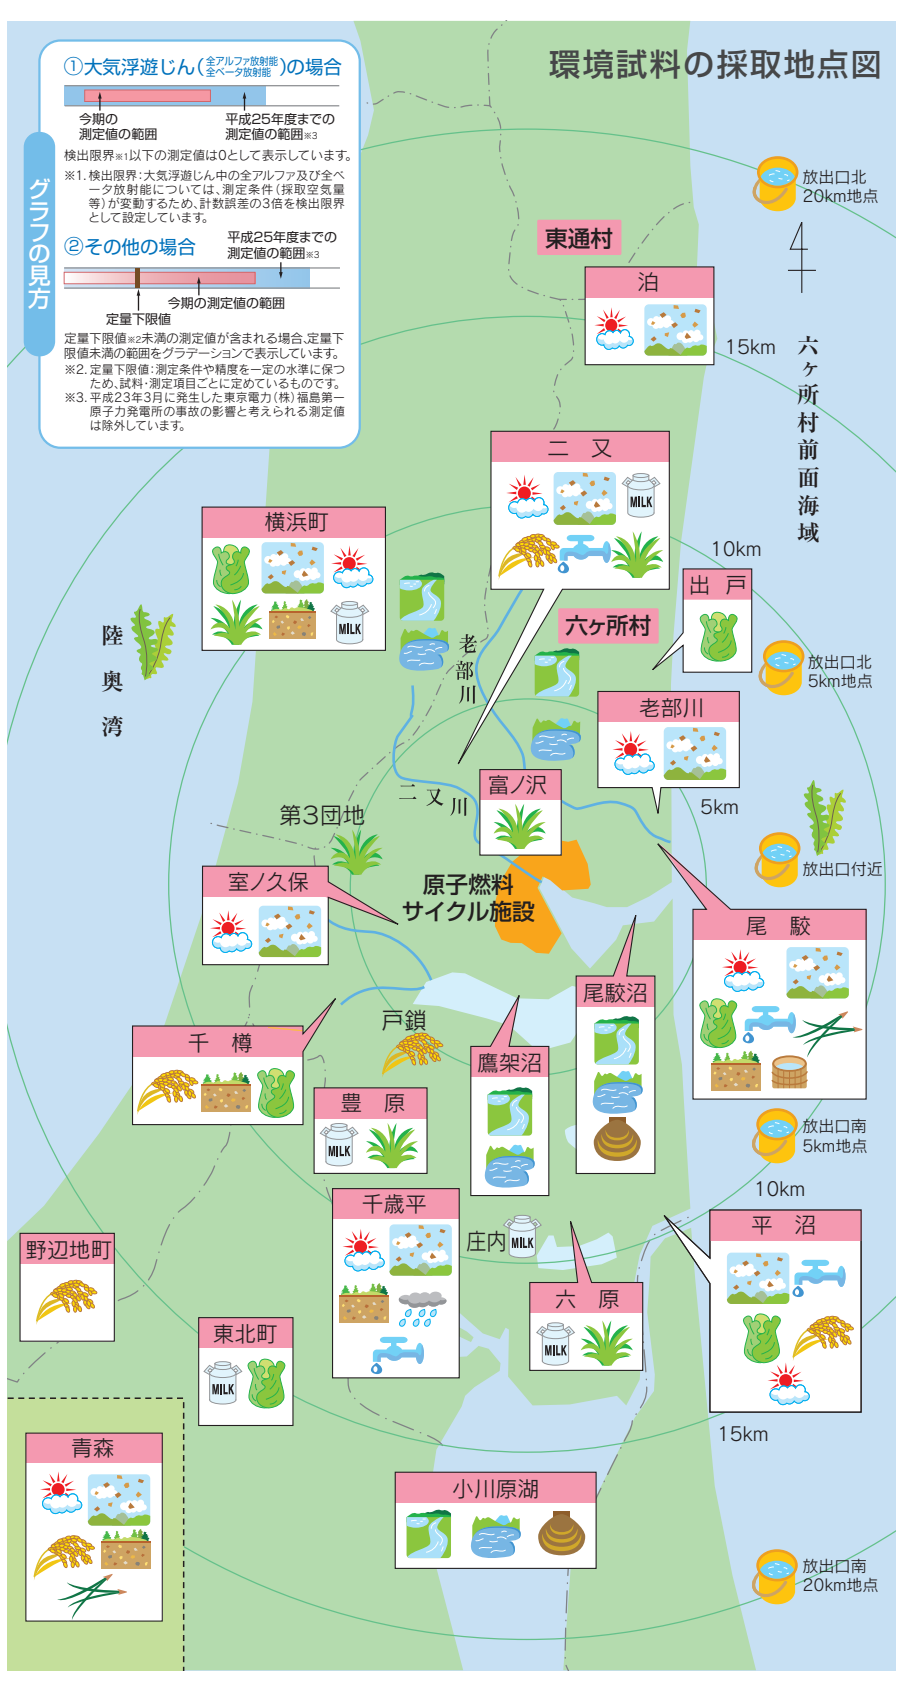 環境試料の採取地点図
グラフの見方
①大気浮遊じん(全アルファ放射能 全ベータ放射能)の場合
今期の
測定値の範囲
平成25年度までの
測定値の範囲※3
検出限界※1以下の測定値は0として表示しています。
※1. 検出限界：大気浮遊じん中の全アルファ及び全ベ
ータ放射能については、測定条件（採取空気量
等）が変動するため、計数誤差の3倍を検出限界
として設定しています。
②その他の場合
平成25年度までの
測定値の範囲※3
今期の測定値の範囲
定量下限値
定量下限値※2未満の測定値が含まれる場合、定量下
限値未満の範囲をグラデーションで表示しています。
※2. 定量下限値：測定条件や精度を一定の水準に保つ
ため、試料・測定項目ごとに定めているものです。
※3. 平成23年3月に発生した東京電力（株）福島第一
原子力発電所の事故の影響と考えられる測定値
は除外しています。
放出口北
20km地点
東通村
泊
15km
六ヶ所村前面海域
二 又
MILK
横浜町
MILK
10km
出 戸
六ヶ所村
老部川
陸奥湾
放出口北
5km地点
老部川
二又川
富ノ沢
5km
第3団地
放出口付近
室ノ久保
原子燃料
サイクル施設
尾 鮫
尾鮫沼
戸鎖
千 樽
鷹架沼
豊 原
MILK
放出口南
5km地点
10km
千歳平
庄内
MILK
平 沼
野辺地町
六 原
MILK
東北町
MILK
15km
青森
小川原湖
放出口南
20km地点